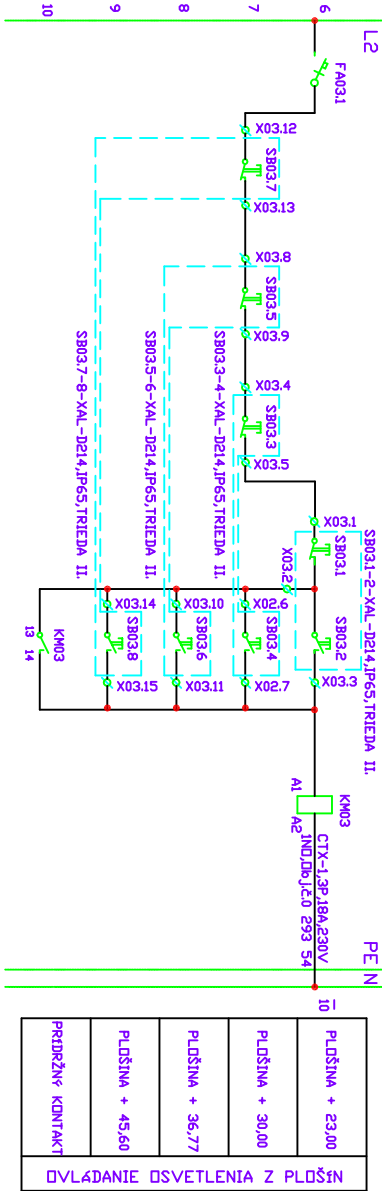 L2
6
7
8
9
10
FA03.1
X03.12
SB03.7
X03.13
X03.8
SB03.5
X03.9
X03.4
SB03.3
X03.5
X03.1
SB03.1
X03.2
SB03.2
X03.3
SB03.1-2-XAL-D214,IP65,TRIEDA II.
SB03.3-4-XAL-D214,IP65,TRIEDA II.
SB03.5-6-XAL-D214,IP65,TRIEDA II.
SB03.7-8-XAL-D214,IP65,TRIEDA II.
X02.6
SB03.4
X02.7
X03.10
SB03.6
X03.11
X03.14
SB03.8
X03.15
KM03
13 14
KM03
A1 A2
CTX-1,3P,18A,230V
1NO,Obj.č.0 293 54
PE N
10
PLOŠINA + 23,00
PLOŠINA + 30,00
PLOŠINA + 36,77
PLOŠINA + 45,60
PRÍDRŽNÝ KONTAKT
OVLÁDANIE OSVETLENIA Z PLOŠÍN